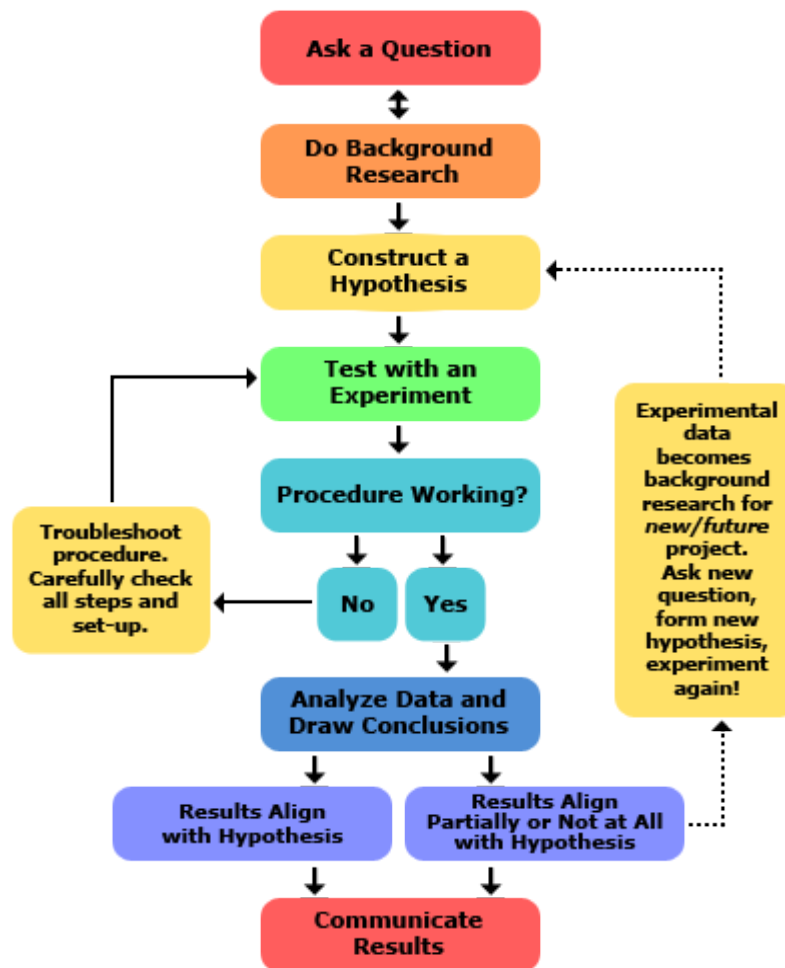 Ask a Question
Do Background
Research
Construct a
Hypothesis
Test with an
Experiment
Procedure Working?
Troubleshoot
procedure.
Carefully check
all steps and
set-up.
No
Yes
Experimental
data
becomes
background
research for
new/future
project.
Ask new
question,
form new
hypothesis,
experiment
again!
Analyze Data and
Draw Conclusions
Results Align
with Hypothesis
Results Align
Partially or Not at All
with Hypothesis
Communicate
Results